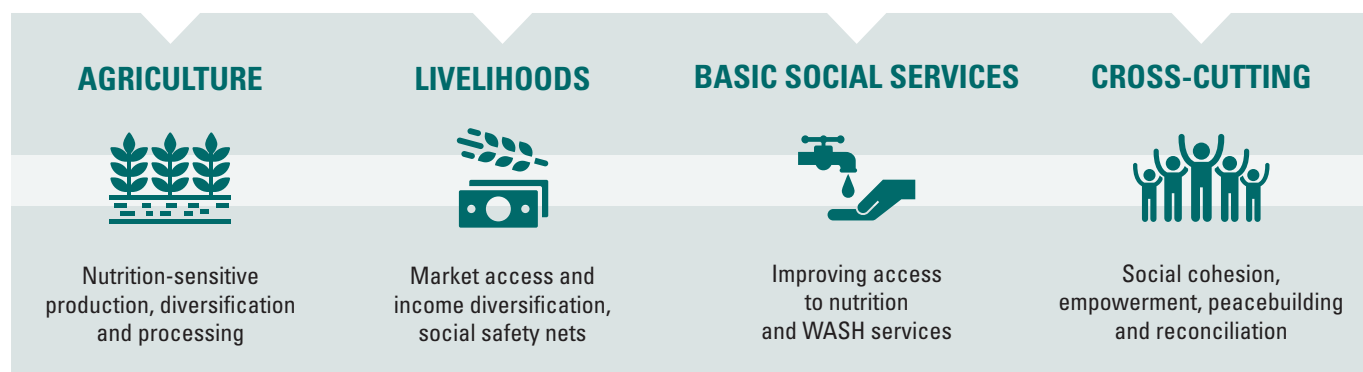 AGRICULTURE
Nutrition-sensitive
production, diversification
and processing
LIVELIHOODS
Market access and
income diversification,
social safety nets
BASIC SOCIAL SERVICES
Improving access
to nutrition
and WASH services
CROSS-CUTTING
Social cohesion,
empowerment, peacebuilding
and reconciliation